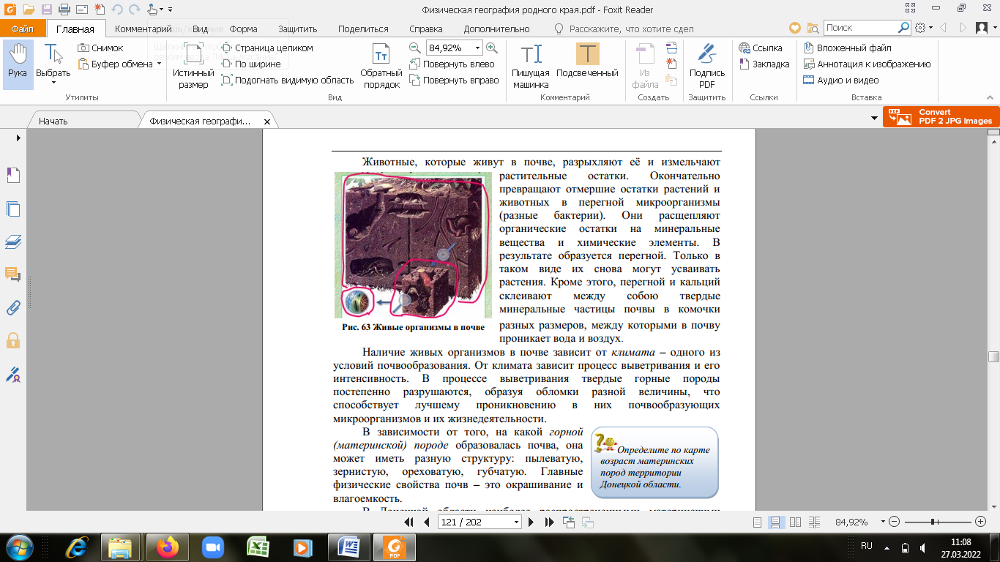 Физическая география родного края.pdf - Foxit Reader
Файл Главная Комментарий Вид Форма Защитить Поделиться Справка Дополнительно Расскажите, что хотите сделать Поиск
Рука
Выбрать
Снимок
Буфер обмена
Утилиты
Истинный размер
Страница целиком
По ширине
Подогнать видимую область
Обратный порядок
84,92%
Повернуть влево
Повернуть вправо
Вид
Пишущая машинка
Подсвеченный
Комментарий
Из файла
Создать
Подпись PDF
Защитить
Ссылка
Закладка
Ссылки
Вложенный файл
Аннотация к изображению
Аудио и видео
Вставка
Начать
Физическая географи...
Convert
PDF 2 JPG Images
Животные, которые живут в почве, разрыхляют её и измельчают
растительные остатки. Окончательно
превращают отмершие остатки растений и
животных в перегной микроорганизмы
(разные бактерии). Они расщепляют
органические остатки на минеральные
вещества и химические элементы. В
результате образуется перегной. Только в
таком виде их снова могут усваивать
растения. Кроме этого, перегной и кальций
склеивают между собою твердые
минеральные частицы почвы в комочки
разных размеров, между которыми в почву
проникает вода и воздух.
Рис. 63 Живые организмы в почве
Наличие живых организмов в почве зависит от климата – одного из
условий почвообразования. От климата зависит процесс выветривания и его
интенсивность. В процессе выветривания твердые горные породы
постепенно разрушаются, образуя обломки разной величины, что
способствует лучшему проникновению в них почвообразующих
микроорганизмов и их жизнедеятельности.
В зависимости от того, на какой горной
(материнской) породе образовалась почва, она
может иметь разную структуру: пылеватую,
зернистую, ореховатую, губчатую. Главные
физические свойства почв – это окрашивание и
влагоемкость.
Определите по карте
возраст материнских
пород территории
Донецкой области.
В Донецкой области наиболее распространенными материнскими
121 / 202
84,92%
RU
11:08
27.03.2022